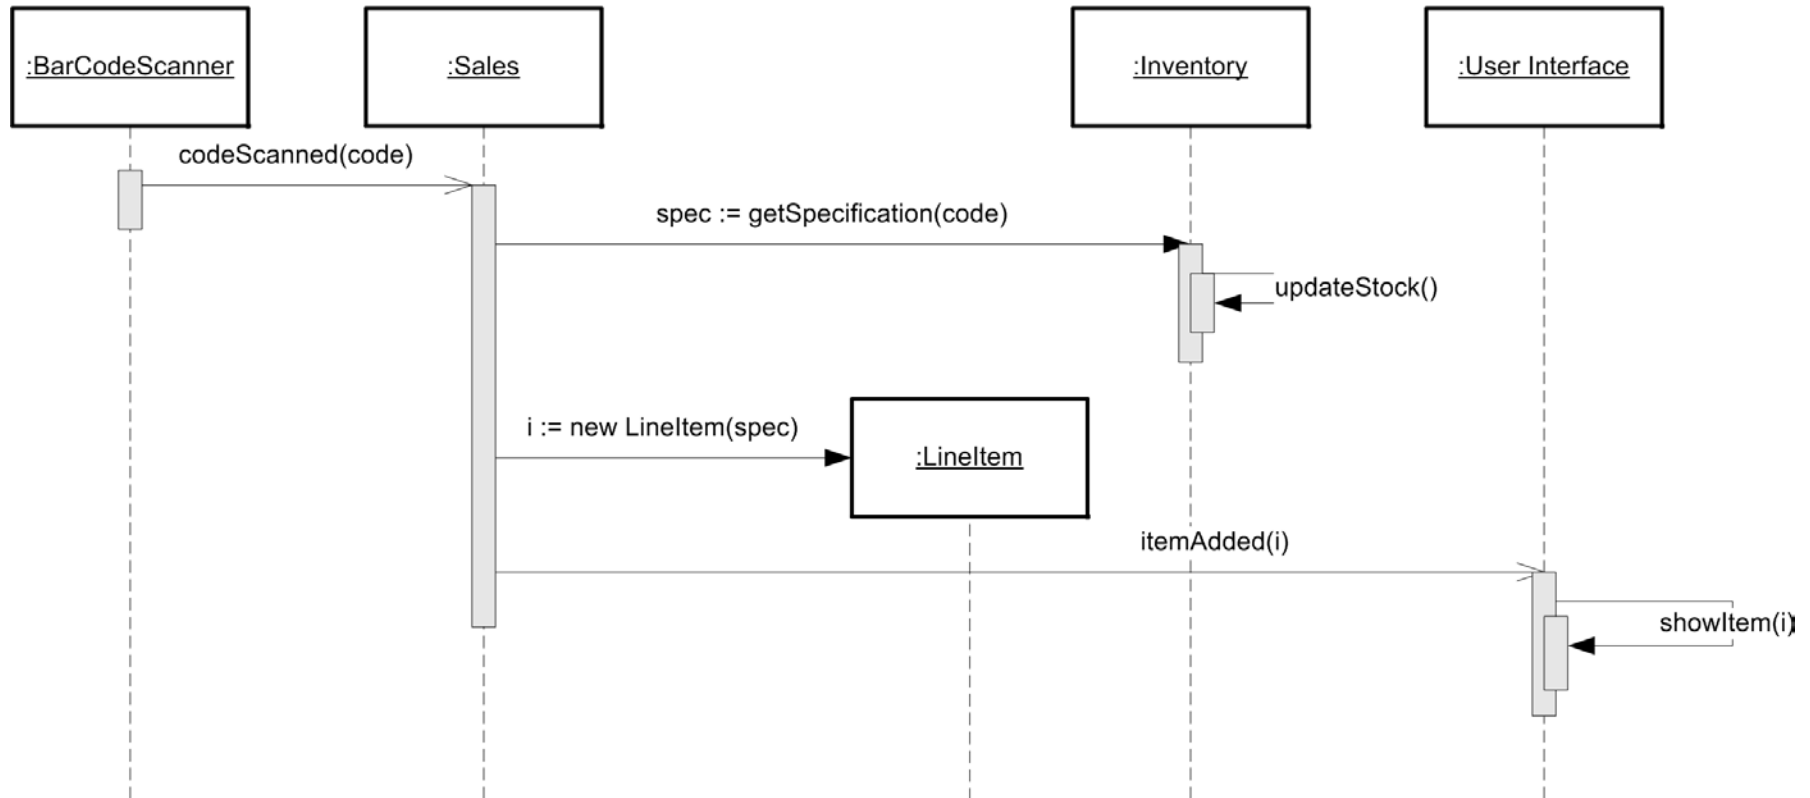 :BarCodeScanner
:Sales
:Inventory
:User Interface
codeScanned(code)
spec := getSpecification(code)
updateStock()
i := new LineItem(spec)
:LineItem
itemAdded(i)
showItem(i)